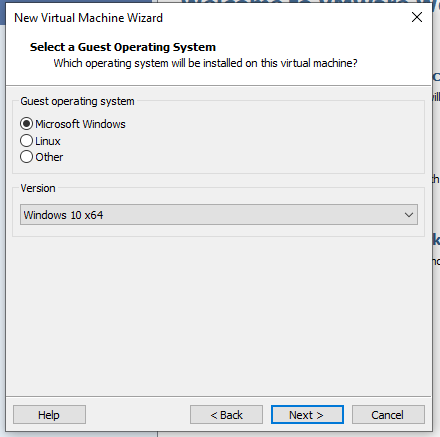 New Virtual Machine Wizard
Select a Guest Operating System
Which operating system will be installed on this virtual machine?
Guest operating system
Microsoft Windows
Linux
Other
Version
Windows 10 x64
Help
< Back
Next >
Cancel